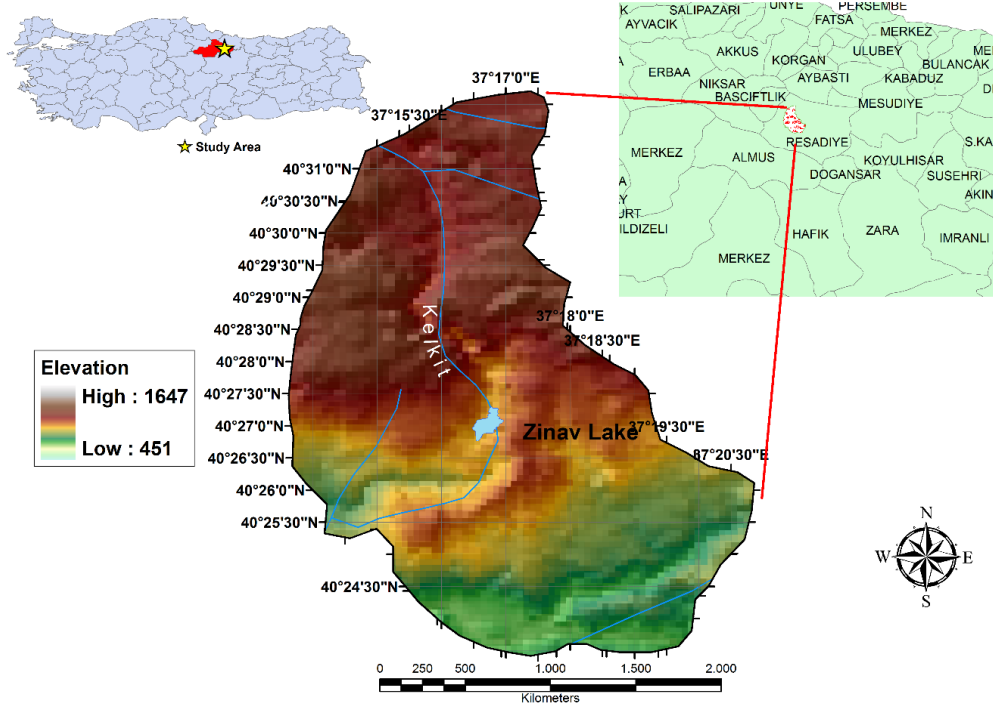 Study Area
K
SALIPAZARI
UNYE
PERSEMBE
AYVACIK
FATSA
MERKEZ
AKKUS
ULUBEY
KORGAN
BULANCAK
ERBAA
AYBASTI
KABADUZ
NIKSAR
BASCIFTLIK
MESUDIYE
RESADIYE
MERKEZ
ALMUS
S.KA
KOYULHISAR
DOGANSAR
SUSEHRI
AKIN
URT
ILDIZELI
HAFIK
ZARA
IMRANLI
MERKEZ
37°17'0"E
37°15'30"E
40°31'0"N
40°30'30"N
40°30'0"N
40°29'30"N
40°29'0"N
40°28'30"N
40°28'0"N
40°27'30"N
40°27'0"N
40°26'30"N
40°26'0"N
40°25'30"N
40°24'30"N
37°18'0"E
37°18'30"E
37°19'30"E
37°20'30"E
Kelkit
Zinav Lake
Elevation
High : 1647
Low : 451
N
W
E
S
0 250 500 1.000 1.500 2.000
Kilometers